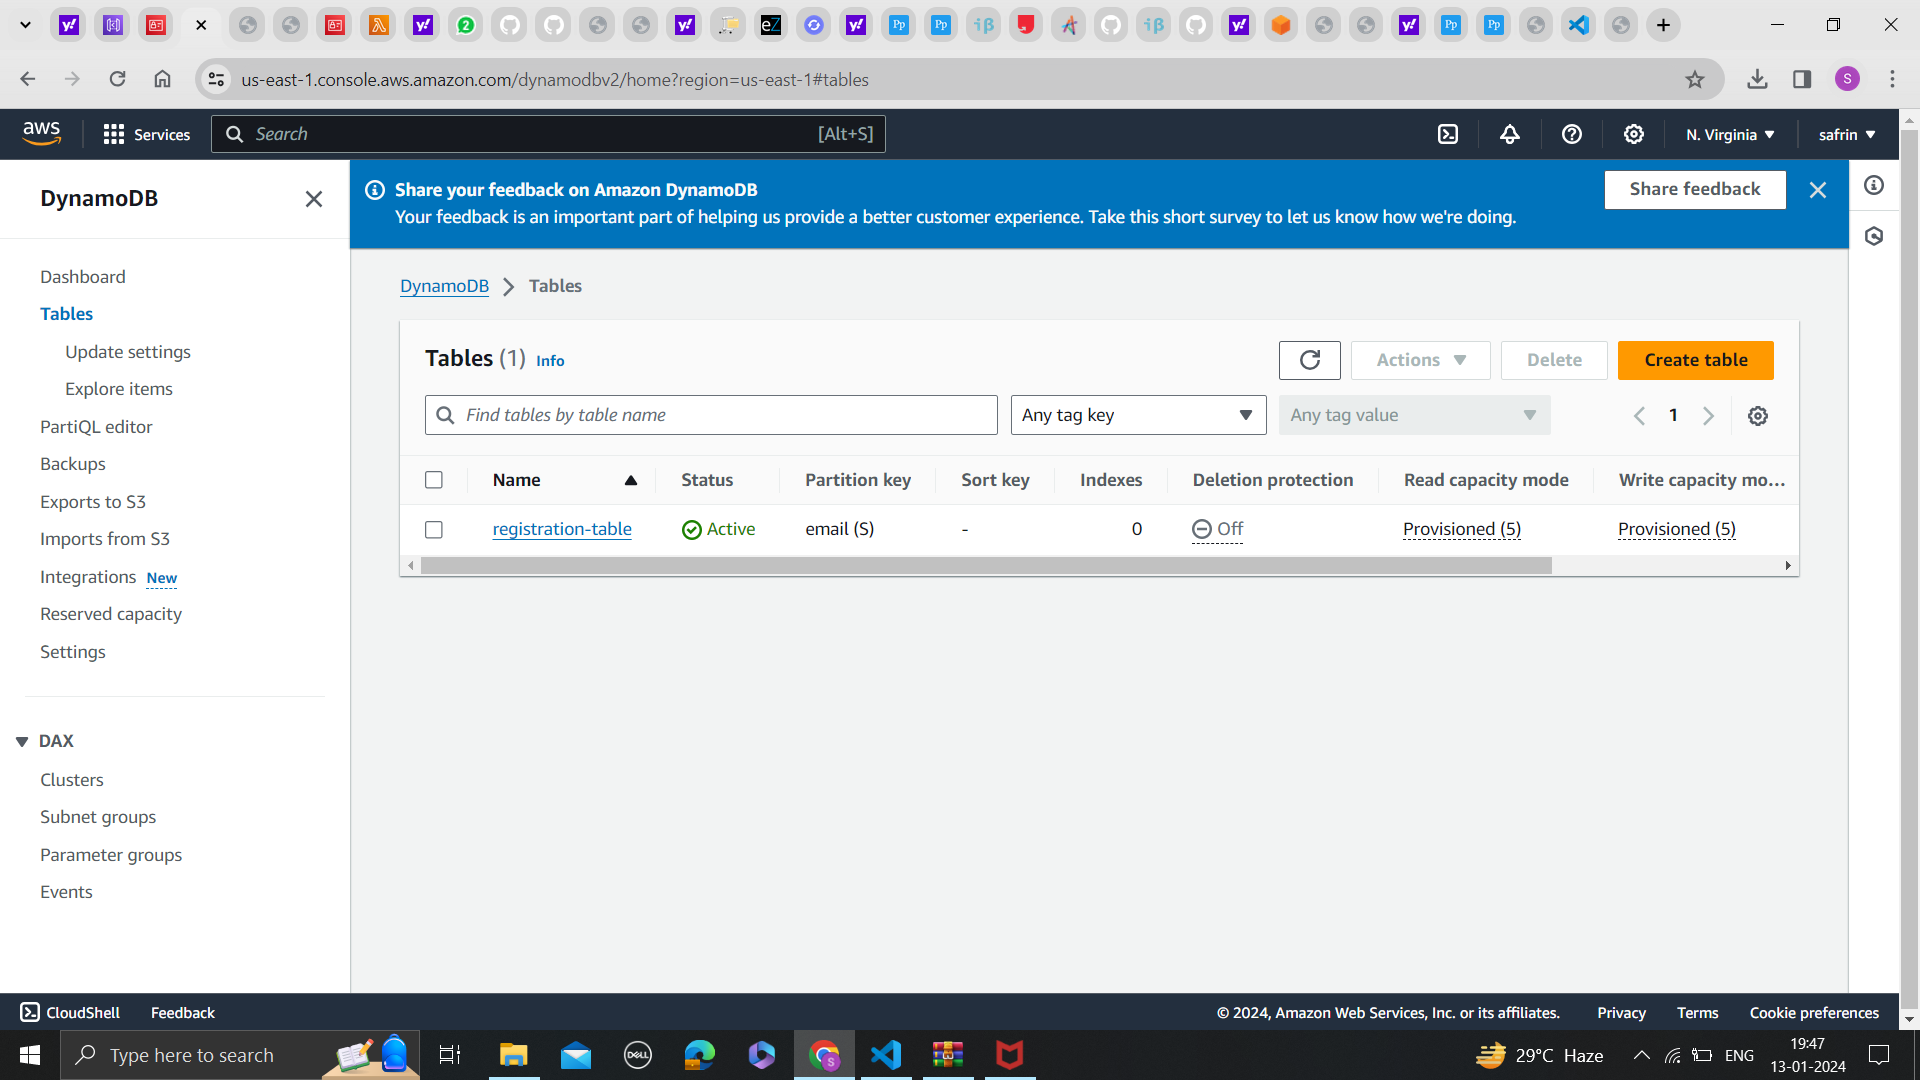 us-east-1.console.aws.amazon.com/dynamodbv2/home?region=us-east-1#tables
S
aws
Services
Search
[Alt+S]
N. Virginia
safrin
DynamoDB
Share your feedback on Amazon DynamoDB
Your feedback is an important part of helping us provide a better customer experience. Take this short survey to let us know how we're doing.
Share feedback
Dashboard
Tables
Update settings
Explore items
PartiQL editor
Backups
Exports to S3
Imports from S3
Integrations New
Reserved capacity
Settings
DAX
Clusters
Subnet groups
Parameter groups
Events
DynamoDB > Tables
Tables (1) Info
Actions
Delete
Create table
Find tables by table name
Any tag key
Any tag value
1
Name Status Partition key Sort key Indexes Deletion protection Read capacity mode Write capacity mo...
registration-table Active email (S) - 0 Off Provisioned (5) Provisioned (5)
CloudShell Feedback
© 2024, Amazon Web Services, Inc. or its affiliates. Privacy Terms Cookie preferences
Type here to search
DELL
29°C Haze
ENG
19:47
13-01-2024